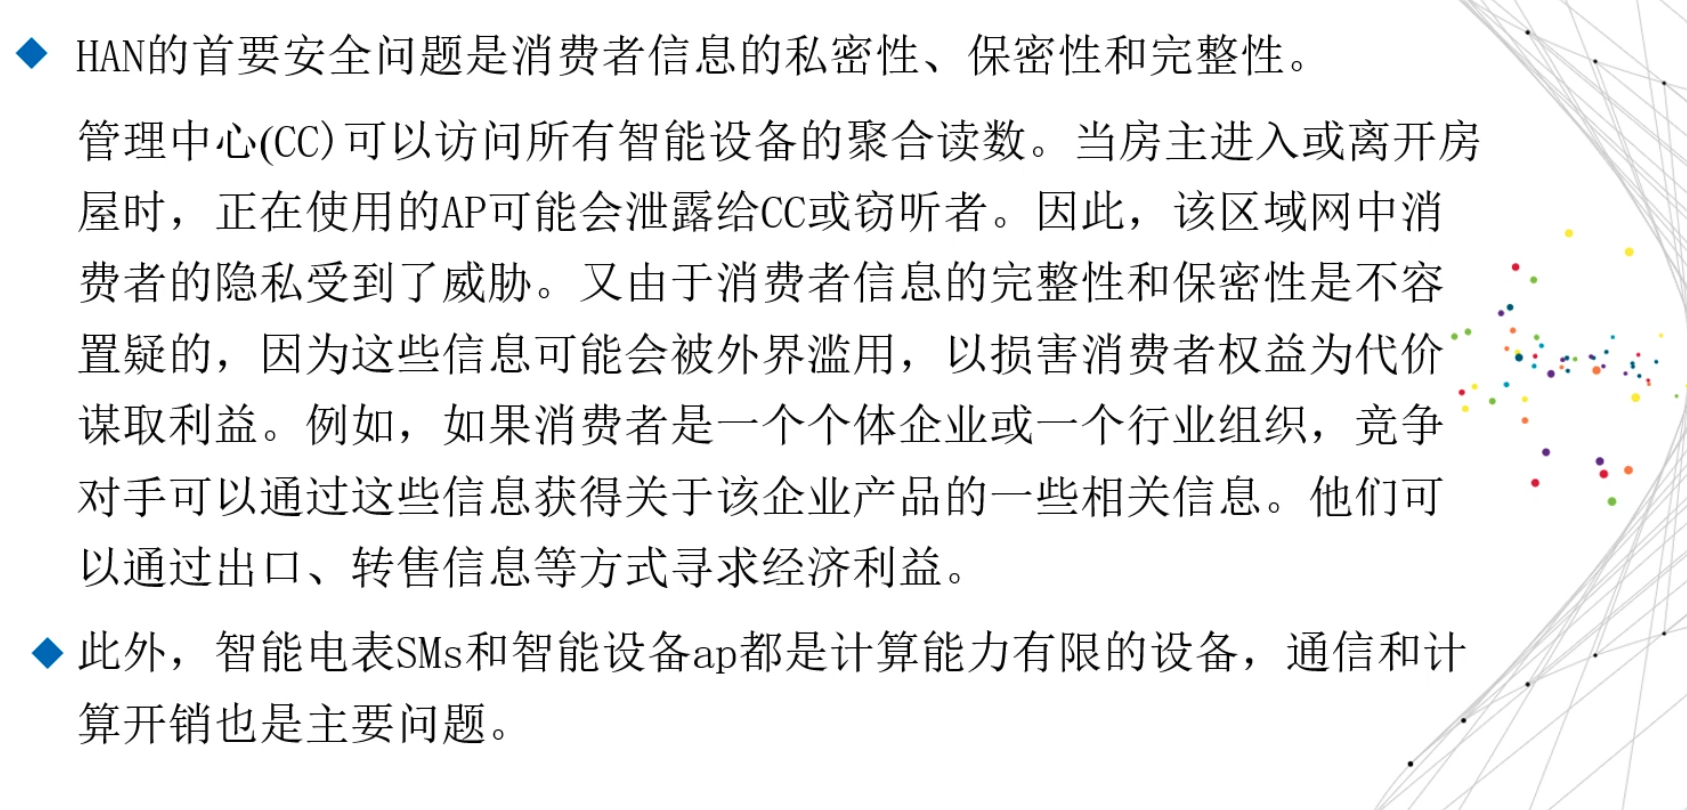 HAN的首要安全问题是消费者信息的私密性、保密性和完整性。
管理中心(CC)可以访问所有智能设备的聚合读数。当房主进入或离开房
屋时，正在使用的AP可能会泄露给CC或窃听者。因此，该区域网中消
费者的隐私受到了威胁。又由于消费者信息的完整性和保密性是不容
置疑的，因为这些信息可能会被外界滥用，以损害消费者权益为代价
谋取利益。例如，如果消费者是一个个体企业或一个行业组织，竞争
对手可以通过这些信息获得关于该企业产品的一些相关信息。他们可
以通过出口、转售信息等方式寻求经济利益。
此外，智能电表SMs和智能设备ap都是计算能力有限的设备，通信和计
算开销也是主要问题。